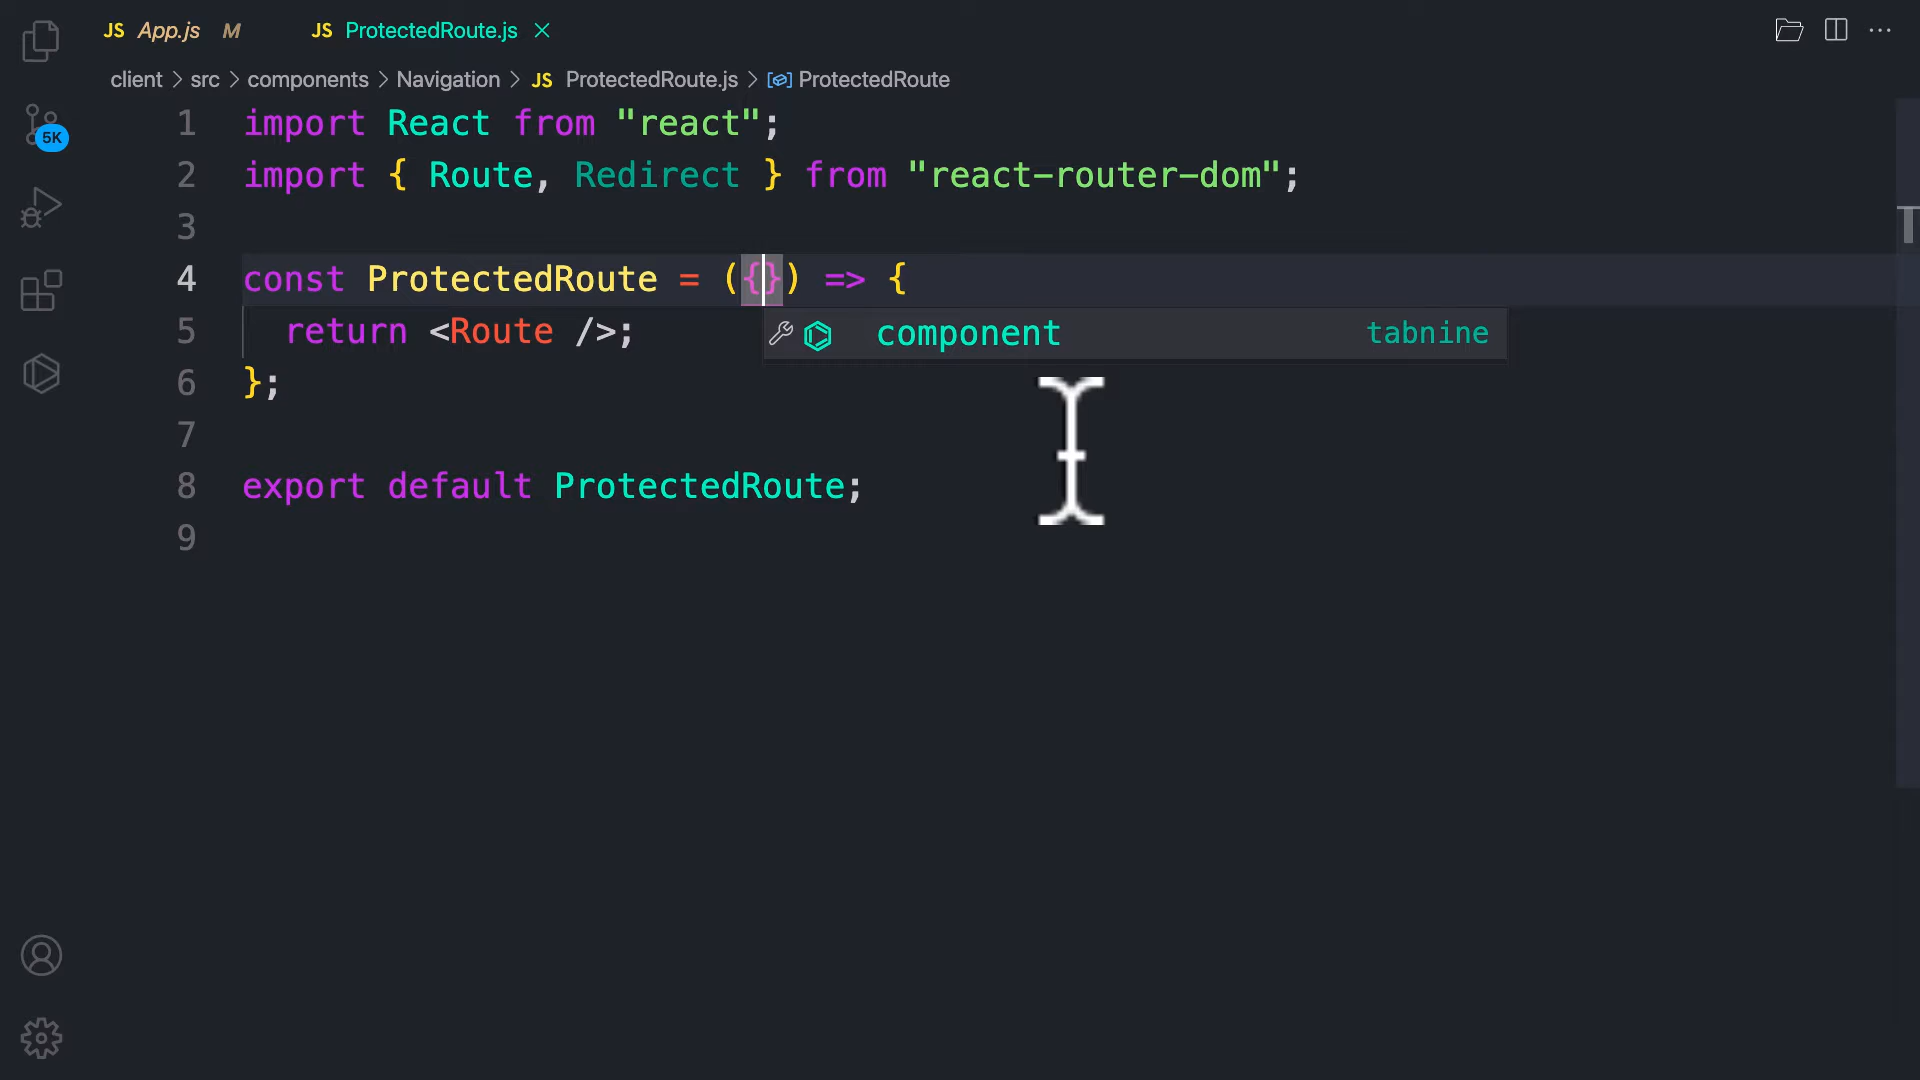 JS App.js M JS ProtectedRoute.js
client > src > components > Navigation > JS ProtectedRoute.js > ProtectedRoute
5K
1 import React from "react";
2 import { Route, Redirect } from "react-router-dom";
3
4 const ProtectedRoute = ({}) => {
component tabnine
5 return <Route />;
6 };
7
8 export default ProtectedRoute;
9